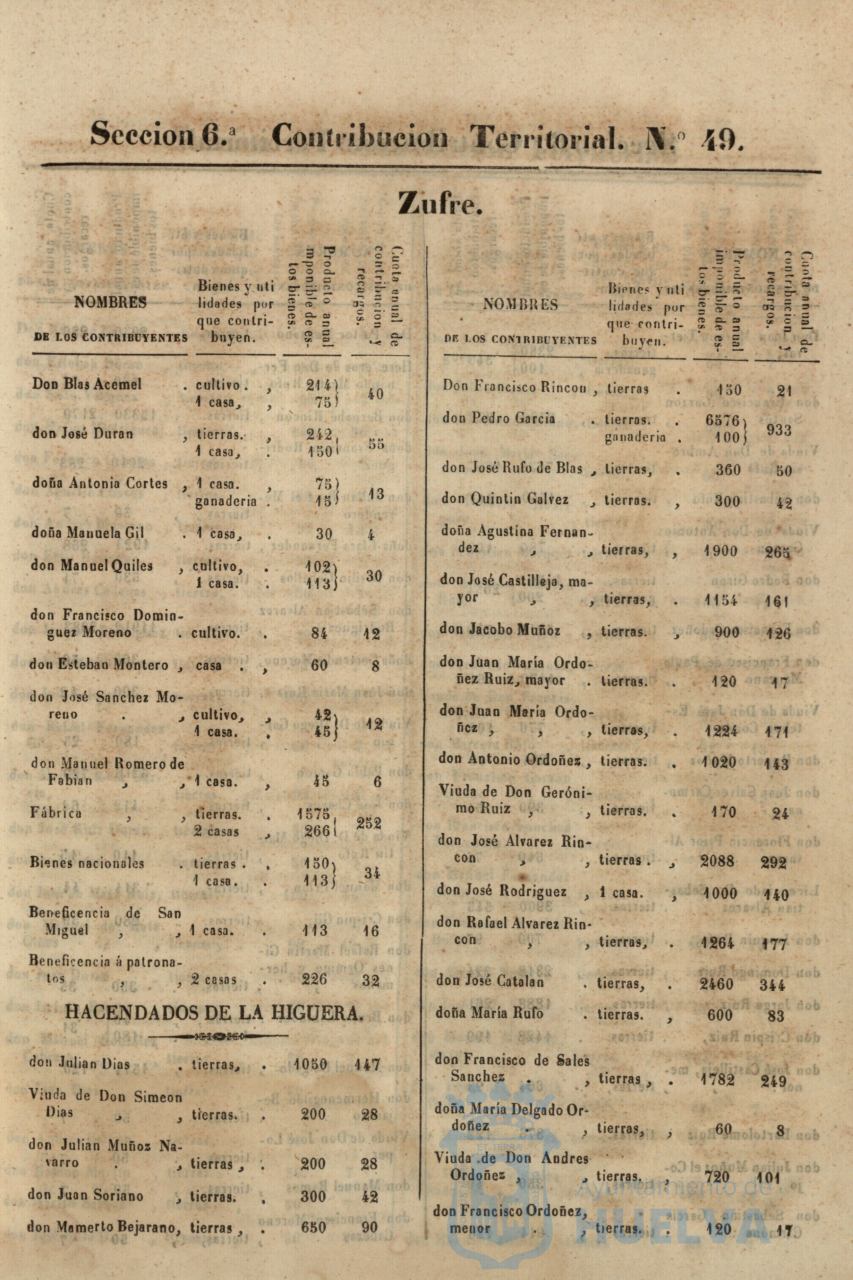 Seccion 6.ª Contribucion Territorial. N.º 49.
Zufre.
NOMBRES
DE LOS CONTRIBUYENTES
Bienes y uti
lidades por
que contri-
buyen.
Producto anual
imponible de es-
tos bienes.
Cuota anual de
contribucion y
recargos.
Don Blas Acemel . cultivo . , 214
1 casa, , 75 } 40
don José Duran , tierras. , 242
1 casa, . 150 } 55
doña Antonia Cortes , 1 casa. , 75
ganaderia . 15 } 13
doña Manuela Gil . 1 casa, . 30 4
don Manuel Quiles , cultivo, . 102
1 casa. . 113 } 30
don Francisco Domin-
guez Moreno . cultivo. . 84 12
don Esteban Montero , casa . , 60 8
don José Sanchez Mo-
reno . , cultivo, , 42
1 casa. , 45 } 12
don Manuel Romero de
Fabian , , 1 casa. , 45 6
Fábrica , , tierras. . 1575
2 casas , 266 } 252
Bienes nacionales . tierras . , 150
1 casa. . 113 } 34
Beneficencia de San
Miguel , , 1 casa. . 113 16
Beneficencia á patrona-
tos , , 2 casas . 226 32
HACENDADOS DE LA HIGUERA.
don Julian Dias . tierras, . 1050 147
Viuda de Don Simeon
Dias , , tierras. . 200 28
don Julian Muñoz Na-
varro . , tierras , . 200 28
don Juan Soriano , tierras. , 300 42
don Mamerto Bejarano, tierras , . 650 90
NOMBRES
DE LOS CONTRIBUYENTES
Bienes y uti
lidades por
que contri-
buyen.
Producto anual
imponible de es-
tos bienes.
Cuota anual de
contribucion y
recargos.
Don Francisco Rincon , tierras . 150 21
don Pedro Garcia . tierras. . 6576
ganaderia . 100 } 933
don José Rufo de Blas , tierras, . 360 50
don Quintin Galvez , tierras. , 300 42
doña Agustina Fernan-
dez , , tierras, , 1900 265
don José Castilleja, ma-
yor , , tierras, . 1154 161
don Jacobo Muñoz , tierras. , 900 126
don Juan María Ordo-
ñez Ruiz, mayor . tierras. . 120 17
don Juan María Ordo-
ñez , , , tierras, . 1224 171
don Antonio Ordoñez , tierras. . 1020 143
Viuda de Don Geróni-
mo Ruiz , , tierras. . 170 24
don José Alvarez Rin-
con , , tierras . , 2088 292
don José Rodriguez , 1 casa. , 1000 140
don Rafael Alvarez Rin-
con , , tierras, . 1264 177
don José Catalan . tierras, . 2460 344
doña María Rufo . tierras. , 600 83
don Francisco de Sales
Sanchez . , tierras , . 1782 249
doña María Delgado Or-
doñez . , tierras, , 60 8
Viuda de Don Andres
Ordoñez , , tierras. , 720 101
don Francisco Ordoñez,
menor . , tierras. . 120 17
Ayuntamiento de
HUELVA